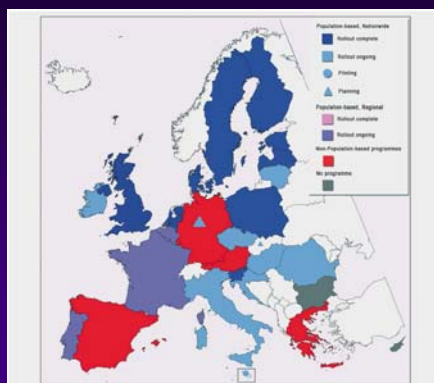 Population-based, Nationwide
Rollout complete
Rollout ongoing
Piloting
Planning
Population-based, Regional
Rollout complete
Rollout ongoing
Non-Population-based programmes
No programme